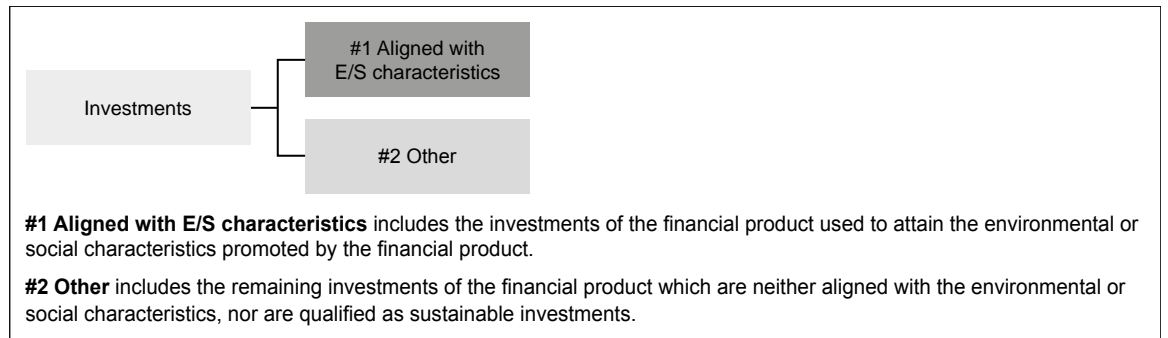 #1 Aligned with
E/S characteristics
Investments
#2 Other
#1 Aligned with E/S characteristics includes the investments of the financial product used to attain the environmental or
social characteristics promoted by the financial product.
#2 Other includes the remaining investments of the financial product which are neither aligned with the environmental or
social characteristics, nor are qualified as sustainable investments.